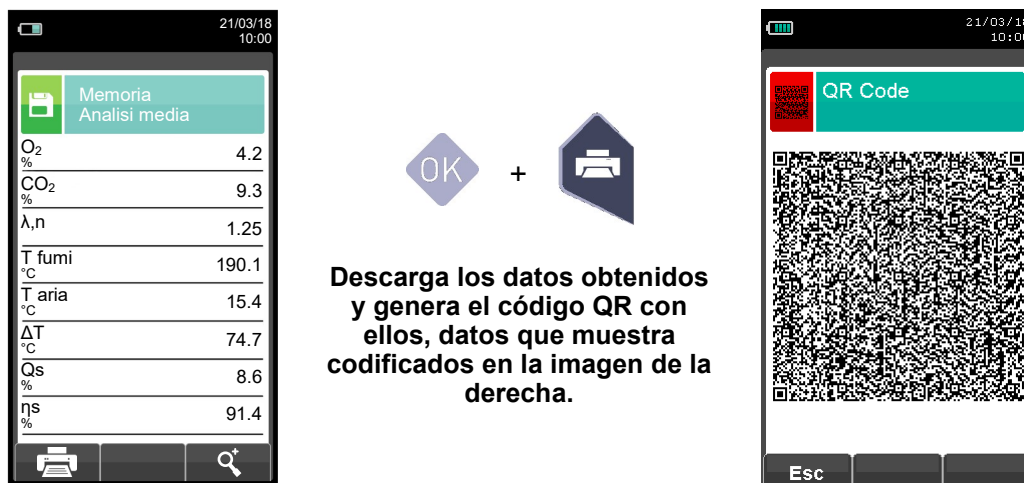 21/03/18
10:00
Memoria
Analisi media
O2
%
4.2
CO2
%
9.3
λ,n
1.25
T fumi
°C
190.1
T aria
°C
15.4
ΔT
°C
74.7
Qs
%
8.6
ηs
%
91.4
OK
+
Descarga los datos obtenidos
y genera el código QR con
ellos, datos que muestra
codificados en la imagen de la
derecha.
21/03/18
10:00
QR Code
Esc